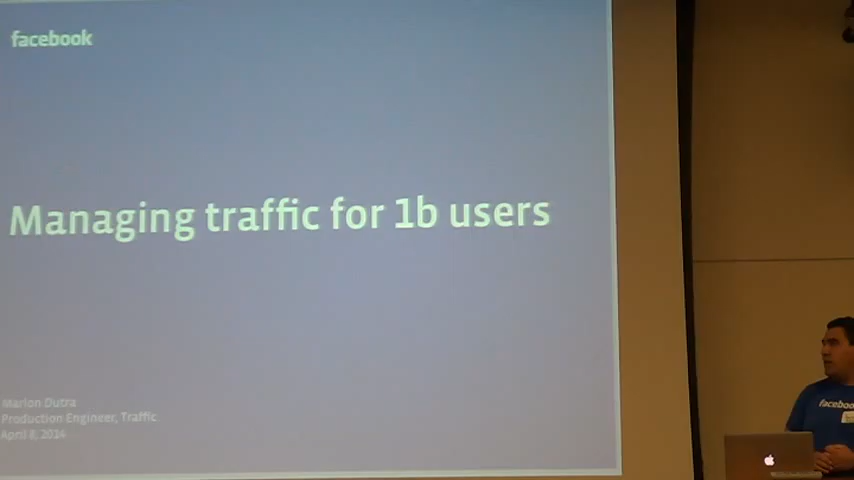 facebook
Managing traffic for 1b users
Marlon Dutra
Production Engineer, Traffic
April 8, 2014
facebook